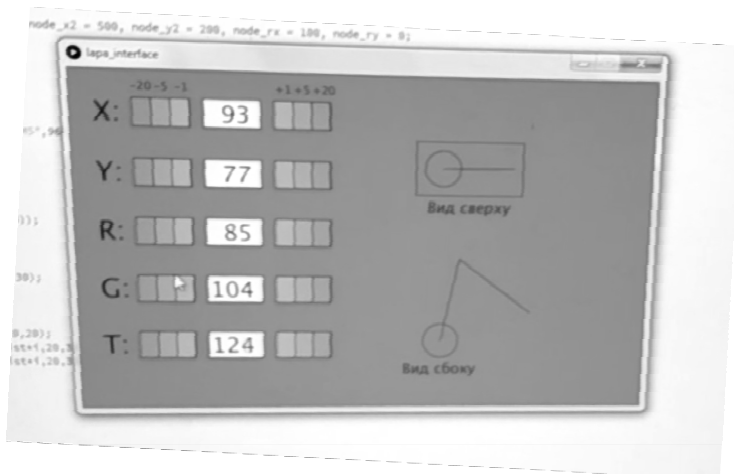 node_x2 = 500, node_y2 = 200, node_rx = 100, node_ry = 0;
lapa_interface
-20 -5 -1 +1 +5 +20
X: 93
Y: 77
Вид сверху
R: 85
G: 104
T: 124
Вид сбоку